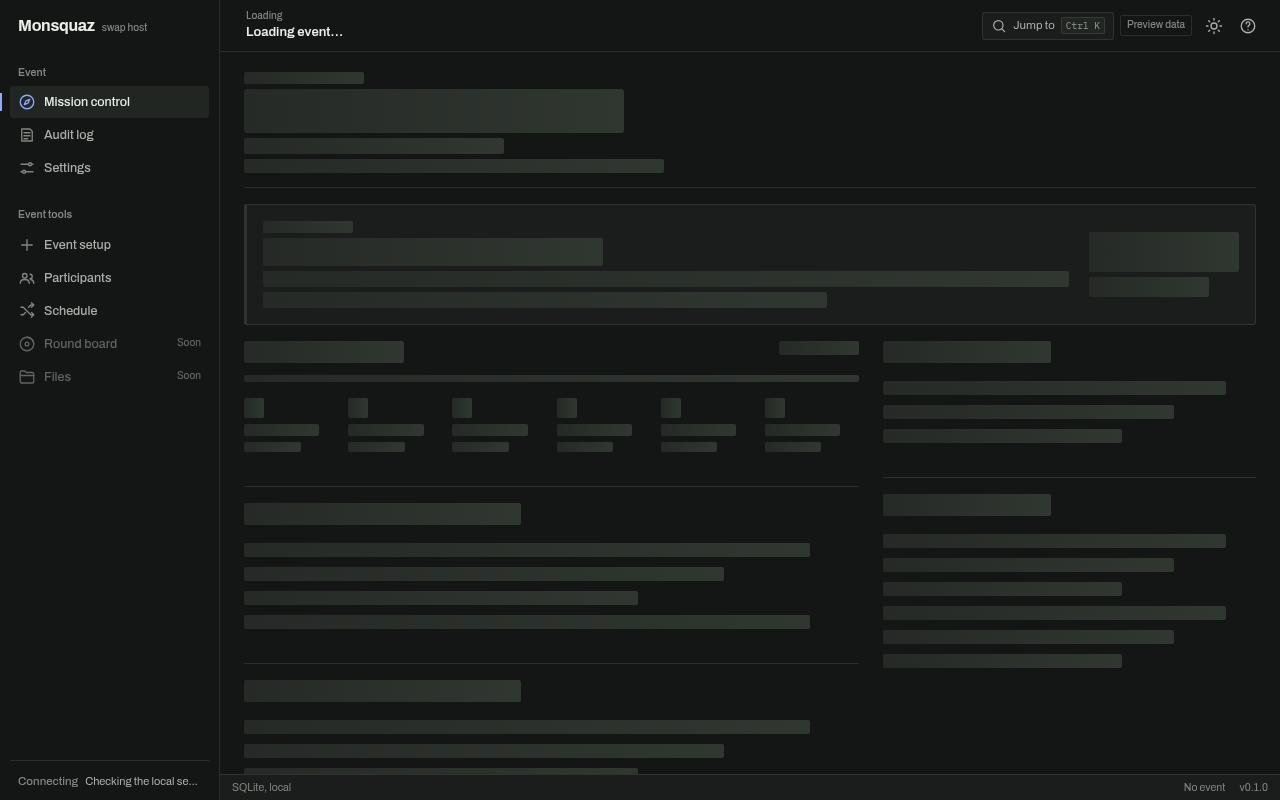 Monsquaz swap host
Event
Mission control
Audit log
Settings
Event tools
Event setup
Participants
Schedule
Round board Soon
Files Soon
Connecting Checking the local se...
Loading
Loading event...
Jump to Ctrl K
Preview data
SQLite, local
No event v0.1.0